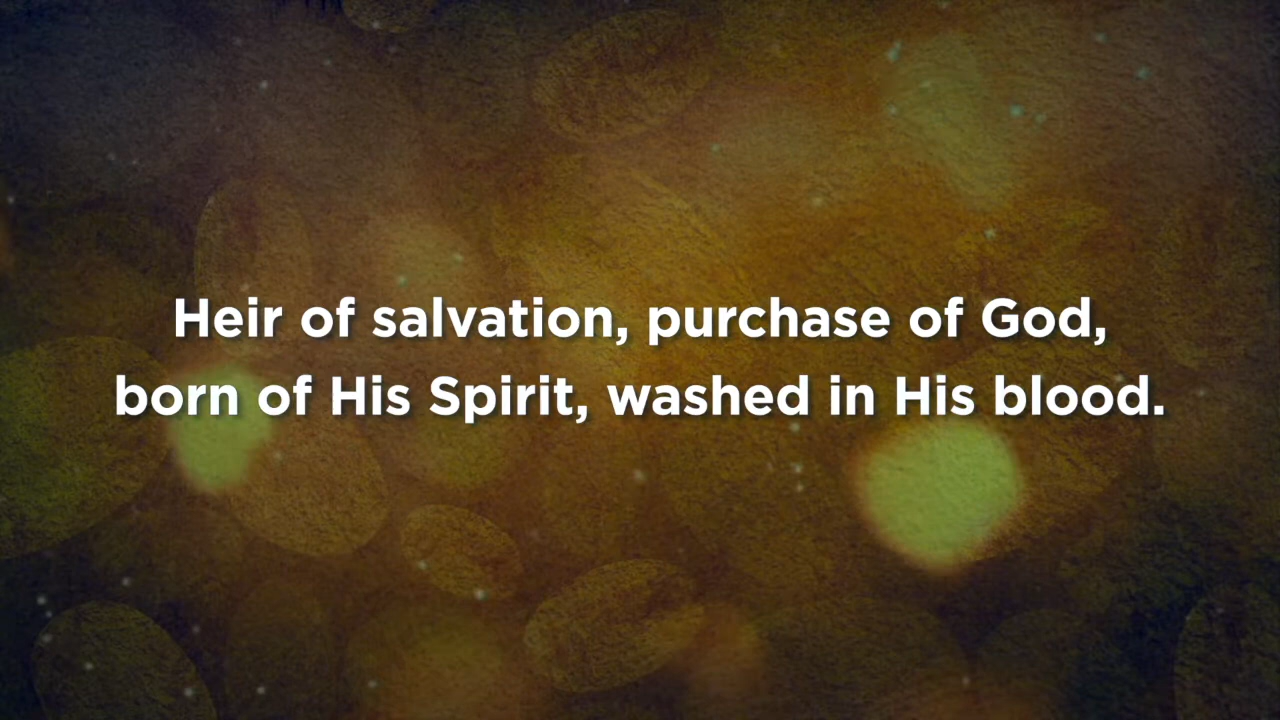 Heir of salvation, purchase of God,
born of His Spirit, washed in His blood.